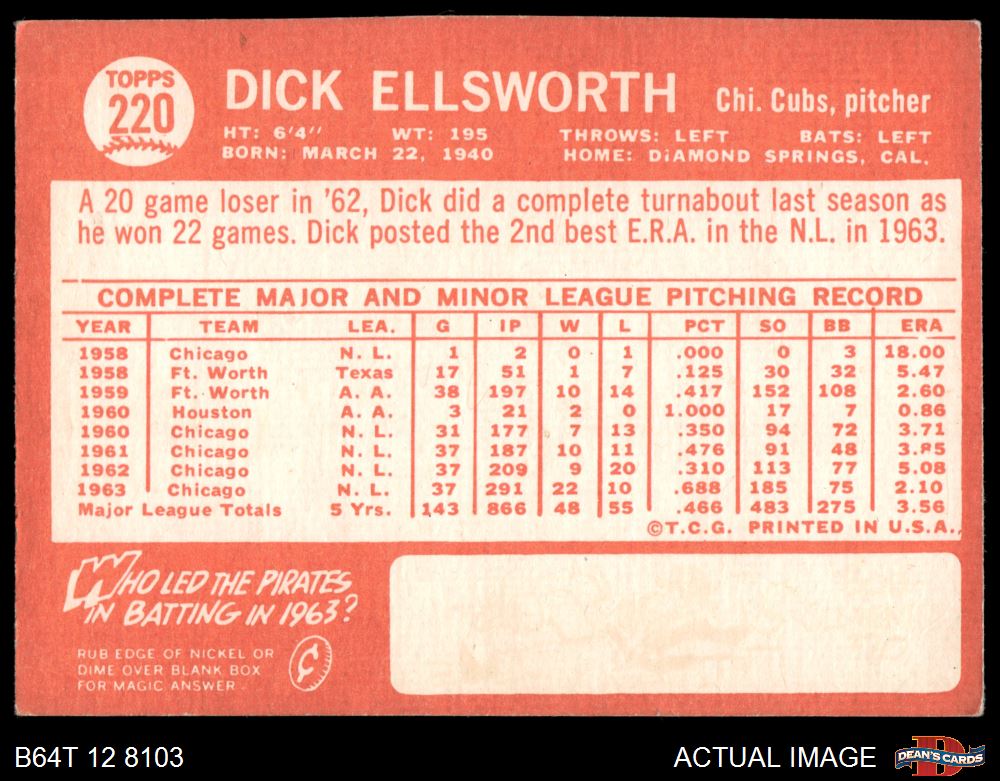 TOPPS
220
DICK ELLSWORTH Chi. Cubs, pitcher
HT: 6'4" WT: 195 THROWS: LEFT BATS: LEFT
BORN: MARCH 22, 1940 HOME: DIAMOND SPRINGS, CAL.
A 20 game loser in '62, Dick did a complete turnabout last season as
he won 22 games. Dick posted the 2nd best E.R.A. in the N.L. in 1963.
COMPLETE MAJOR AND MINOR LEAGUE PITCHING RECORD
YEAR TEAM LEA. G IP W L PCT SO BB ERA
1958 Chicago N. L. 1 2 0 1 .000 0 3 18.00
1958 Ft. Worth Texas 17 51 1 7 .125 30 32 5.47
1959 Ft. Worth A. A. 38 197 10 14 .417 152 108 2.60
1960 Houston A. A. 3 21 2 0 1.000 17 7 0.86
1960 Chicago N. L. 31 177 7 13 .350 94 72 3.71
1961 Chicago N. L. 37 187 10 11 .476 91 48 3.85
1962 Chicago N. L. 37 209 9 20 .310 113 77 5.08
1963 Chicago N. L. 37 291 22 10 .688 185 75 2.10
Major League Totals 5 Yrs. 143 866 48 55 .466 483 275 3.56
©T.C.G. PRINTED IN U.S.A.
WHO LED THE PIRATES
IN BATTING IN 1963?
RUB EDGE OF NICKEL OR
DIME OVER BLANK BOX
FOR MAGIC ANSWER.
¢
B64T 12 8103 ACTUAL IMAGE
D
DEAN'S CARDS